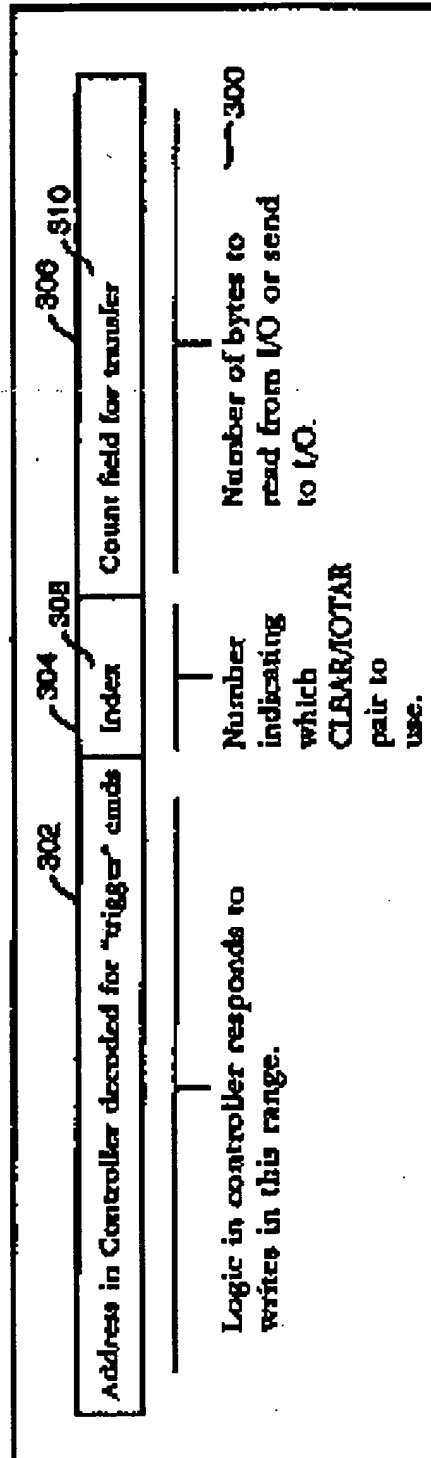 302
304
308
306
310
Address in Controller decoded for "trigger" cmds
Index
Count field for transfer
300
Logic in controller responds to
writes in this range.
Number
indicating
which
CLBAR/IOTAR
pair to
use.
Number of bytes to
read from I/O or send
to I/O.